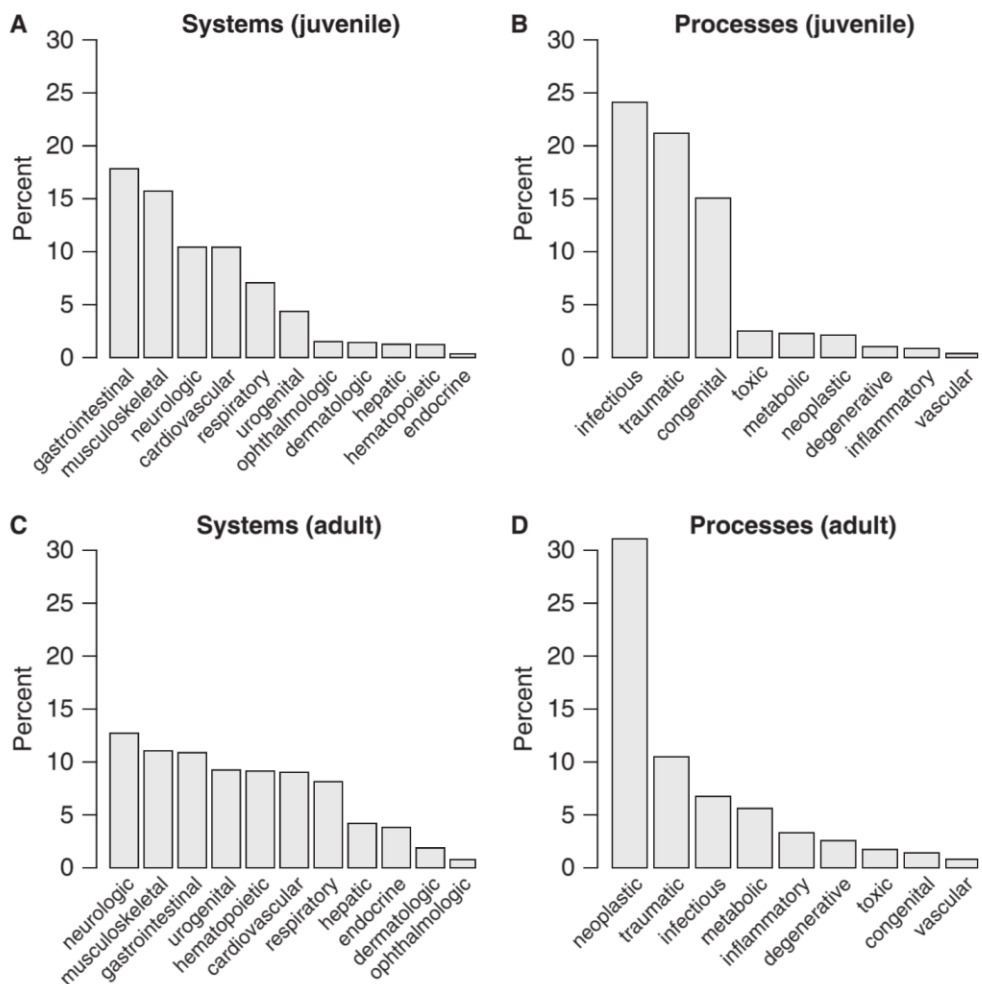 A Systems (juvenile)
30
25
20
15
10
5
0
Percent
gastrointestinal
musculoskeletal
neurologic
cardiovascular
respiratory
urogenital
ophthalmologic
dermatologic
hepatic
hematopoietic
endocrine
B Processes (juvenile)
30
25
20
15
10
5
0
Percent
infectious
traumatic
congenital
toxic
metabolic
neoplastic
degenerative
inflammatory
vascular
C Systems (adult)
30
25
20
15
10
5
0
Percent
neurologic
musculoskeletal
gastrointestinal
urogenital
hematopoietic
cardiovascular
respiratory
hepatic
endocrine
dermatologic
ophthalmologic
D Processes (adult)
30
25
20
15
10
5
0
Percent
neoplastic
traumatic
infectious
metabolic
inflammatory
degenerative
toxic
congenital
vascular